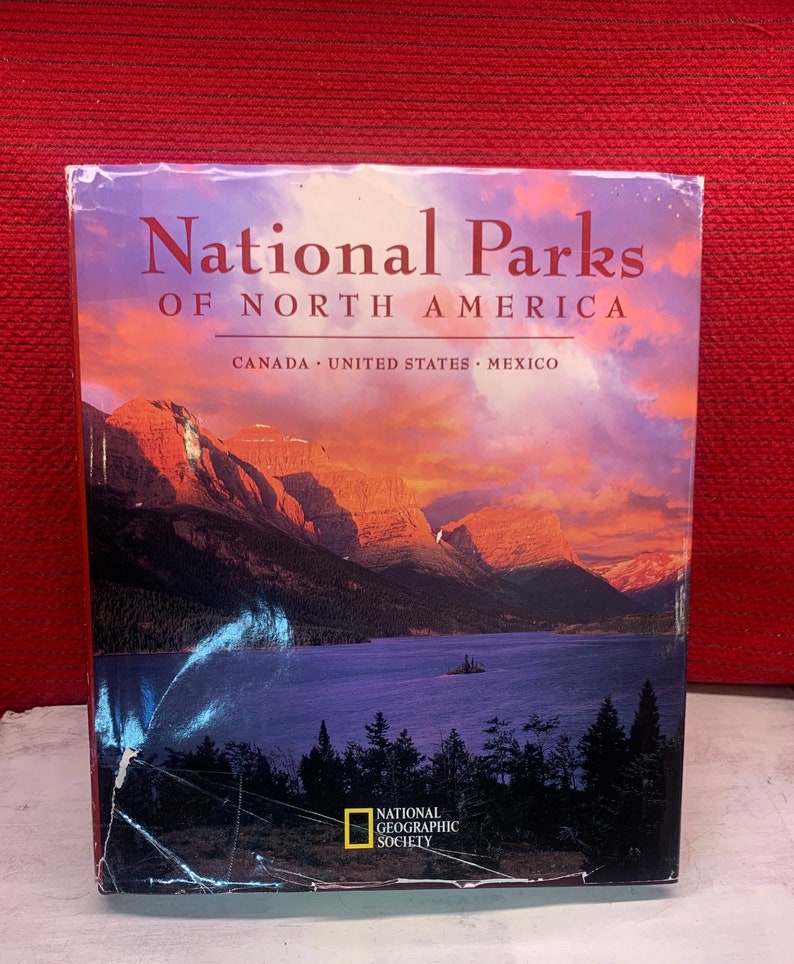 National Parks
OF NORTH AMERICA
CANADA · UNITED STATES · MEXICO
NATIONAL
GEOGRAPHIC
SOCIETY